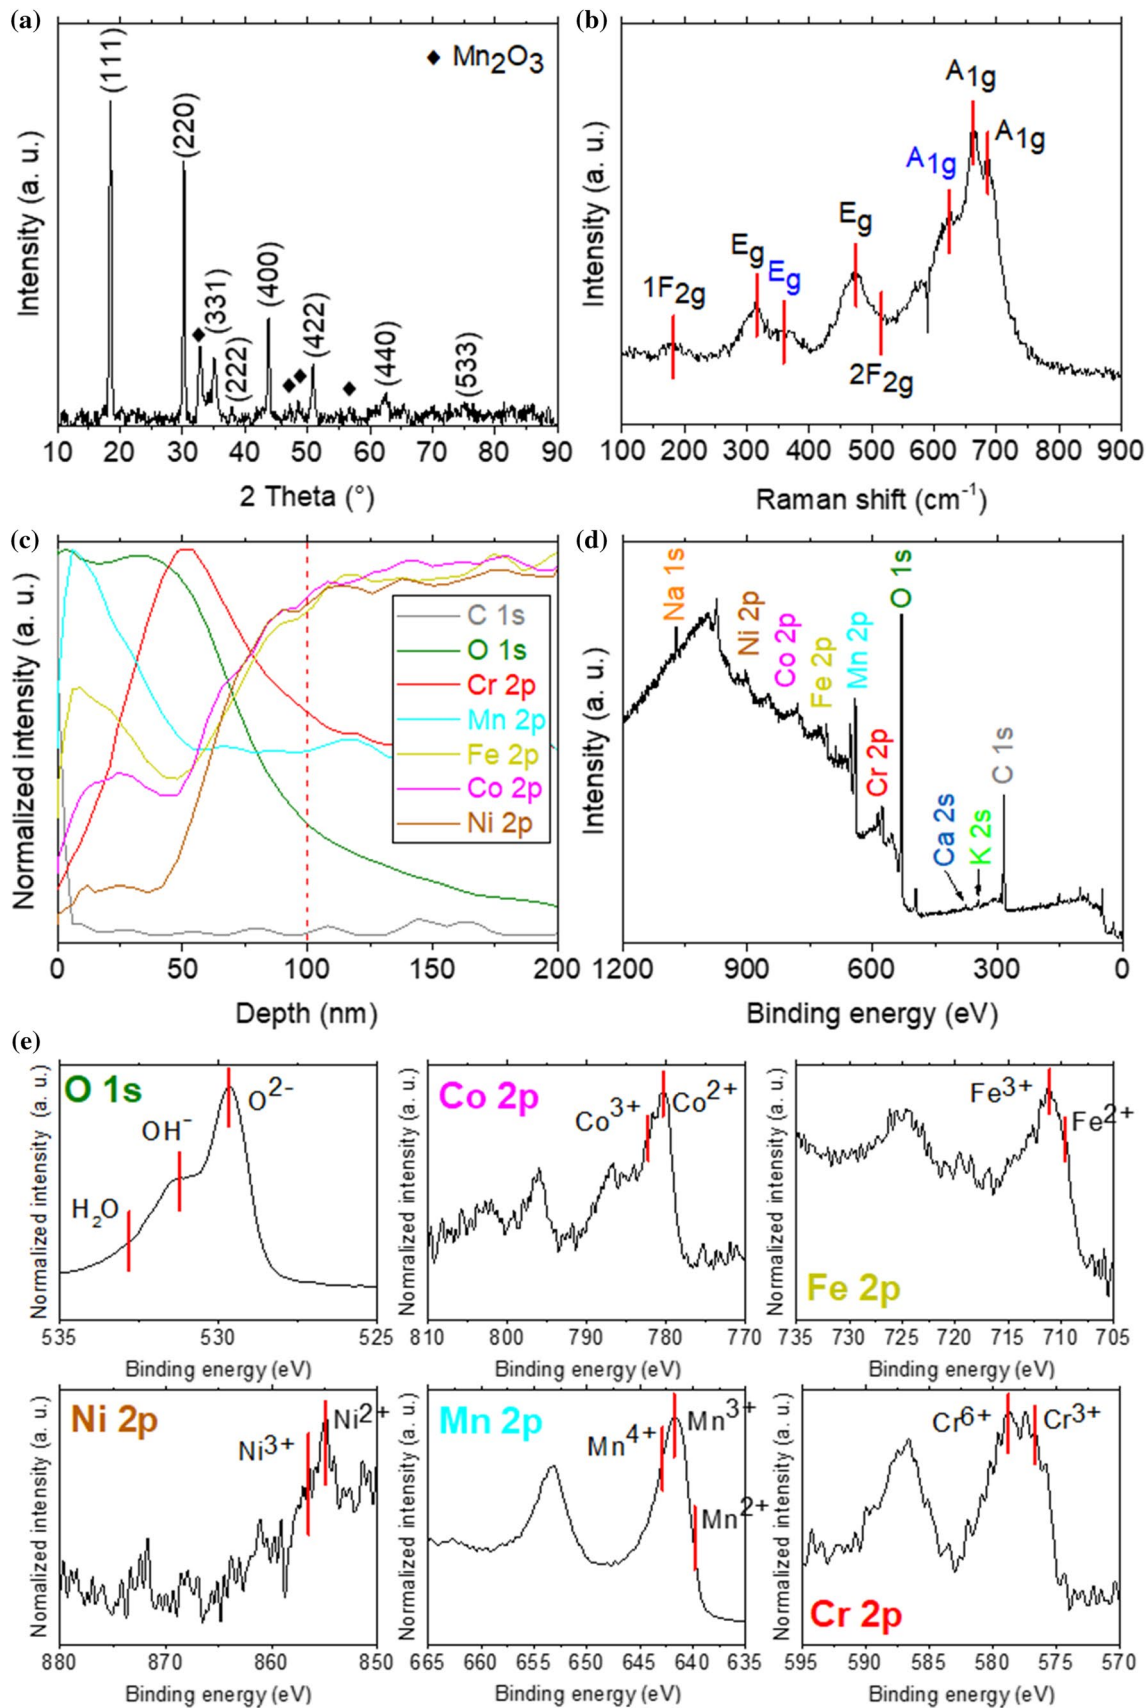 (a)
Intensity (a. u.)
◆ Mn2O3
(111)
(220)
(331)
(222)
(400)
(422)
(440)
(533)
10 20 30 40 50 60 70 80 90
2 Theta (°)
(b)
Intensity (a. u.)
1F2g
Eg
Eg
Eg
2F2g
A1g
A1g
A1g
100 200 300 400 500 600 700 800 900
Raman shift (cm-1)
(c)
Normalized intensity (a. u.)
C 1s
O 1s
Cr 2p
Mn 2p
Fe 2p
Co 2p
Ni 2p
0 50 100 150 200
Depth (nm)
(d)
Intensity (a. u.)
Na 1s
Ni 2p
Co 2p
Fe 2p
Mn 2p
Cr 2p
O 1s
Ca 2s
K 2s
C 1s
1200 900 600 300 0
Binding energy (eV)
(e)
Normalized intensity (a. u.)
O 1s
H2O
OH-
O2-
535 530 525
Binding energy (eV)
Nomralized intensity (a. u.)
Co 2p
Co3+
Co2+
810 800 790 780 770
Binding energy (eV)
Normalized intensity (a. u.)
Fe3+
Fe2+
Fe 2p
735 730 725 720 715 710 705
Binding energy (eV)
Nomalized intensity (a. u.)
Ni 2p
Ni3+
Ni2+
880 870 860 850
Binding energy (eV)
Nomalized intensity (a. u.)
Mn 2p
Mn4+
Mn3+
Mn2+
665 660 655 650 645 640 635
Binding energy (eV)
Normalized intensity (a. u.)
Cr6+
Cr3+
Cr 2p
595 590 585 580 575 570
Binding energy (eV)